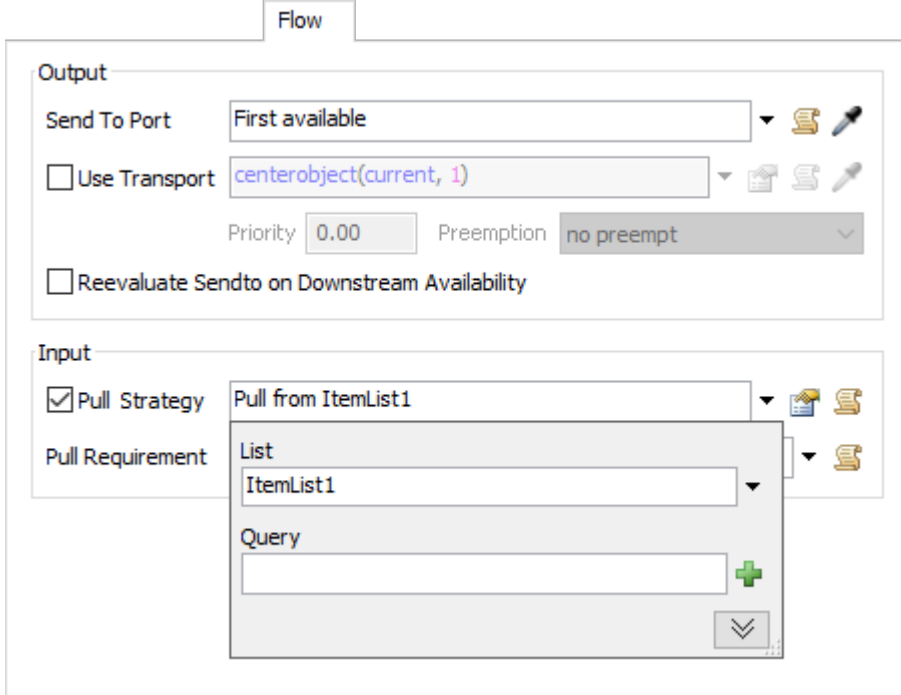 Flow
Output
Send To Port First available
Use Transport centerobject(current, 1)
Priority 0.00 Preemption no preempt
Reevaluate Sendto on Downstream Availability
Input
Pull Strategy Pull from ItemList1
Pull Requirement
List
ItemList1
Query